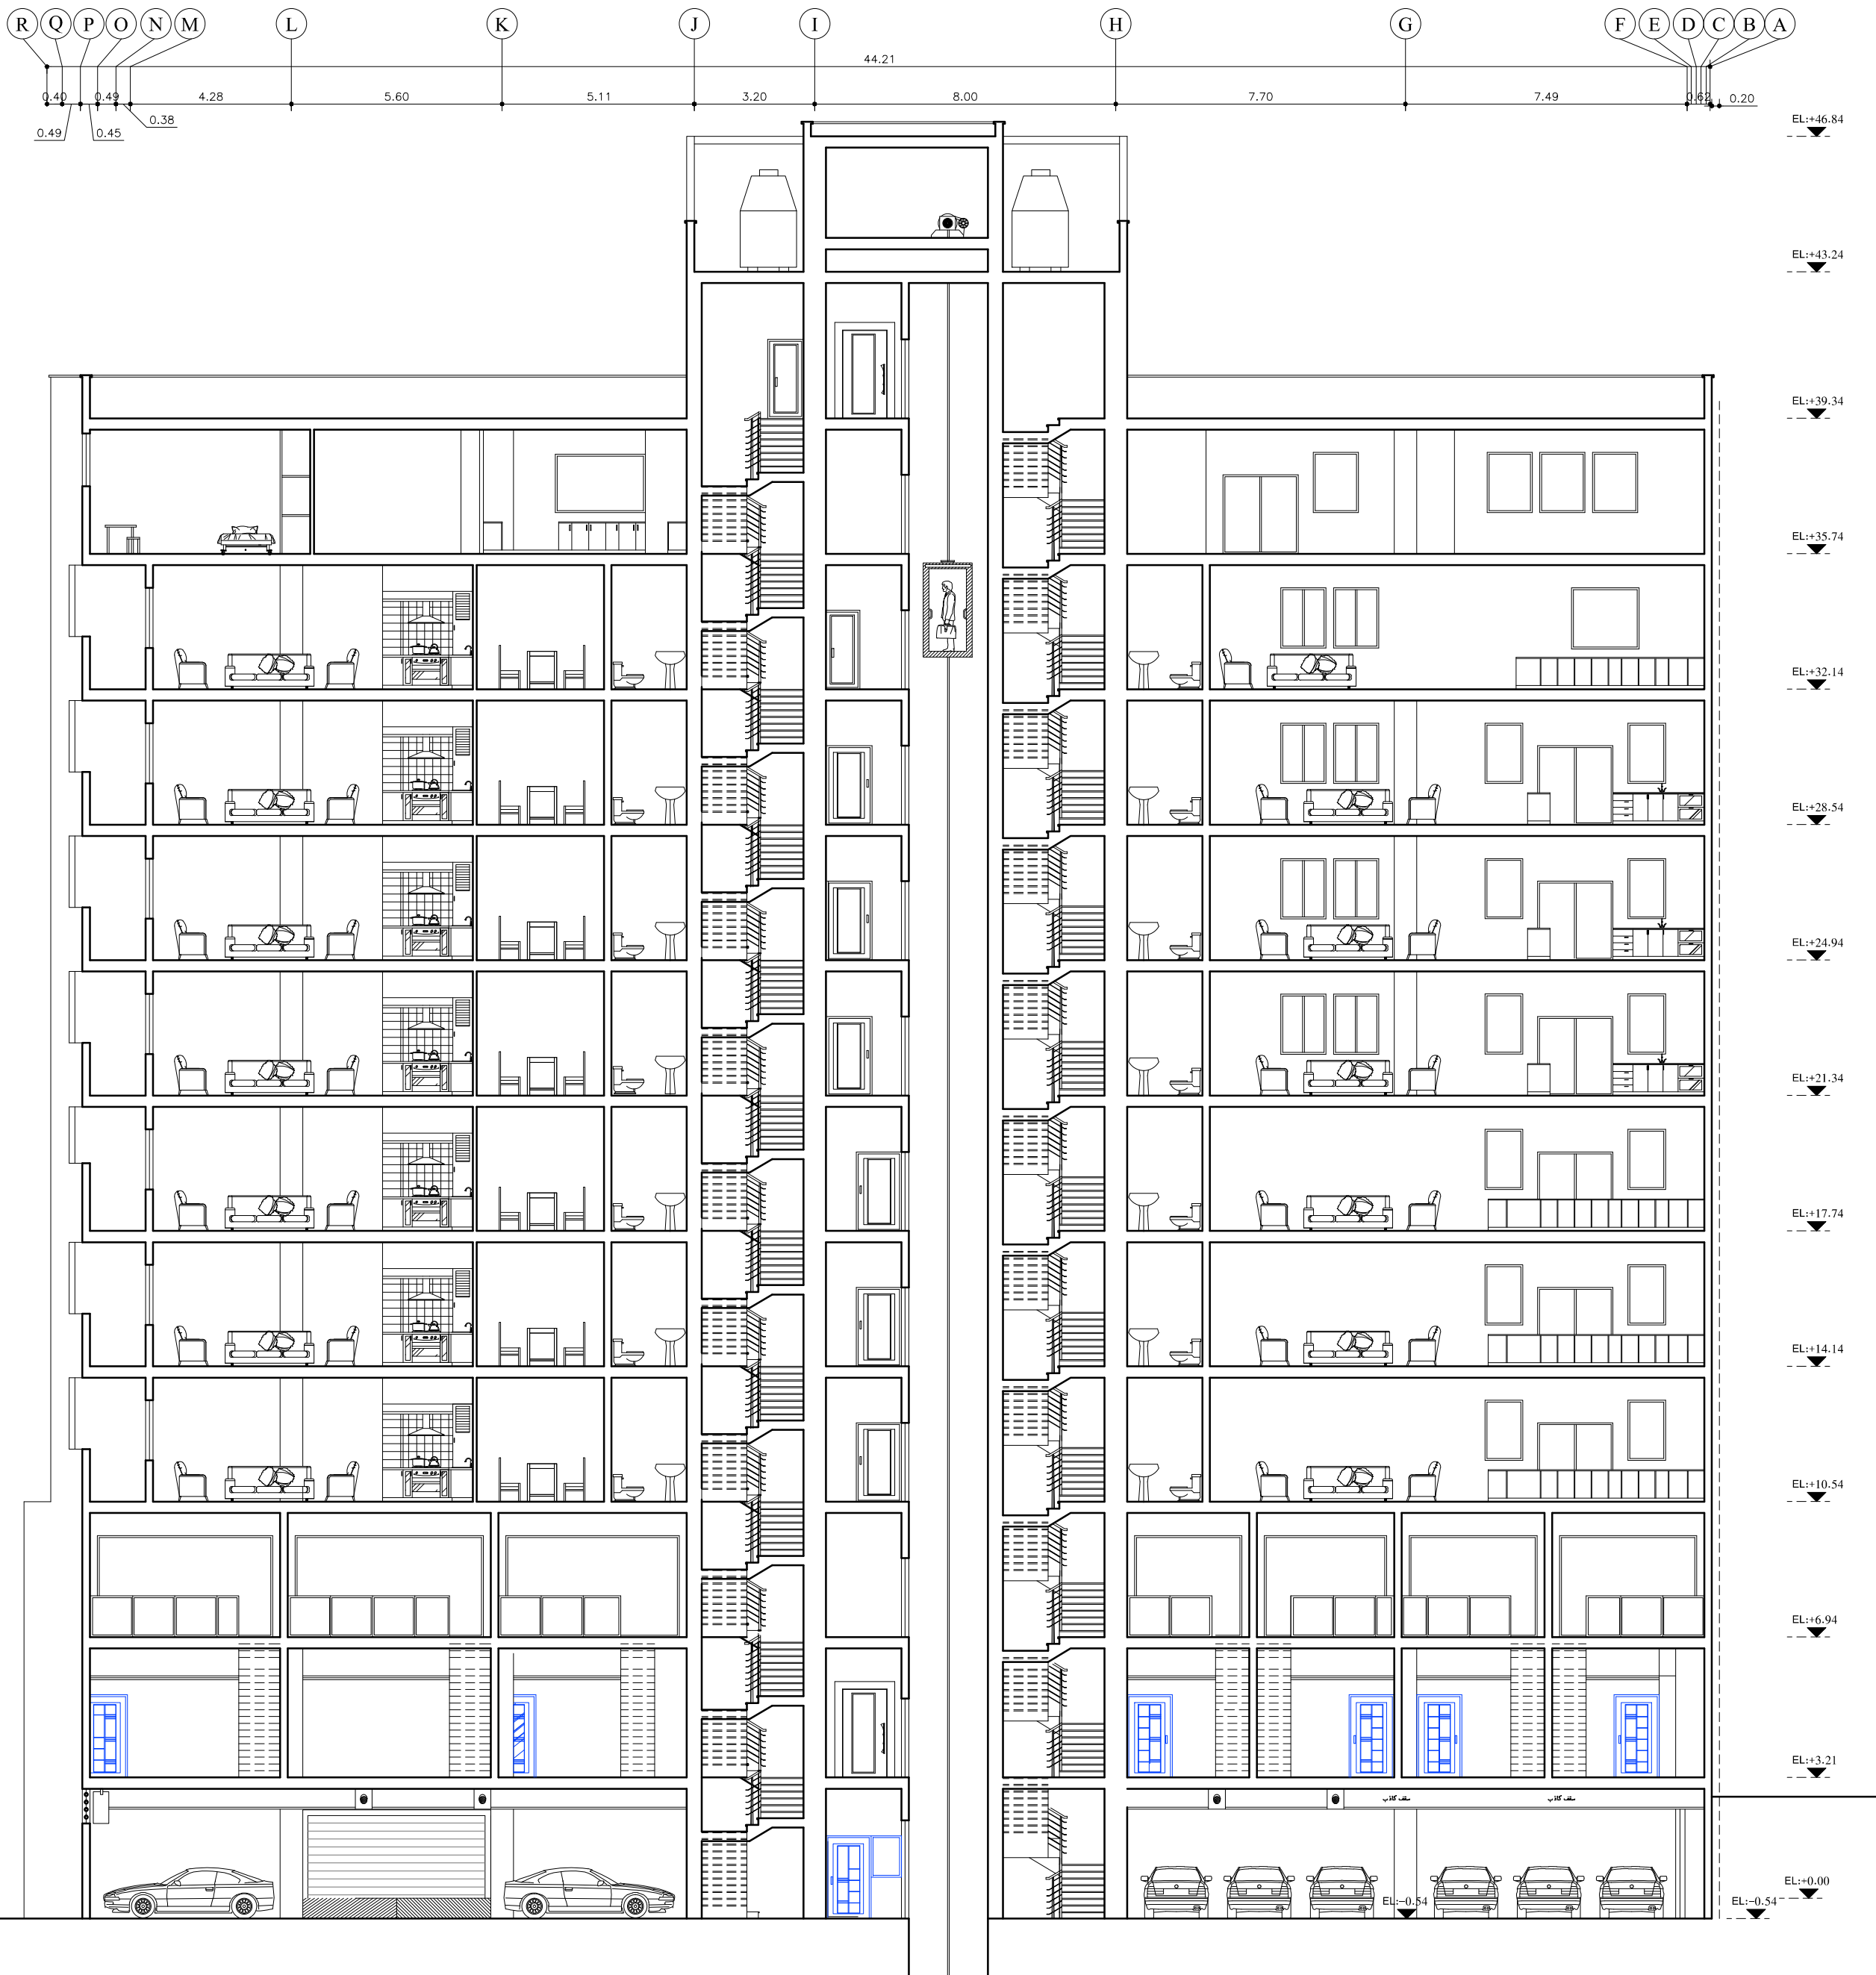 R Q P O N M L K J I H G F E D C B A
44.21
0.40 0.49 4.28 5.60 5.11 3.20 8.00 7.70 7.49 0.62 0.20
0.49 0.45 0.38
EL:+46.84
EL:+43.24
EL:+39.34
EL:+35.74
EL:+32.14
EL:+28.54
EL:+24.94
EL:+21.34
EL:+17.74
EL:+14.14
EL:+10.54
EL:+6.94
EL:+3.21
سقف کاذب سقف کاذب
EL:+0.00
EL:-0.54 EL:-0.54